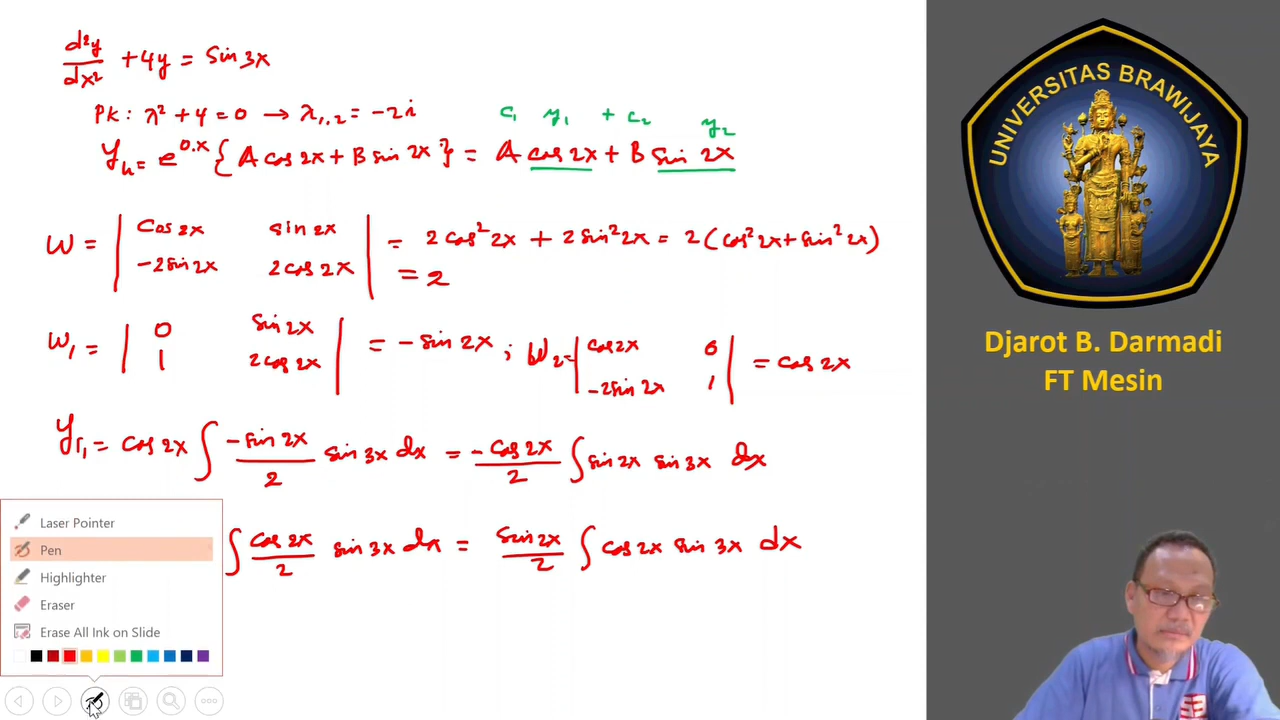 d²y/dx² + 4y = Sin 3x
PK: λ² + 4 = 0 → λ₁,₂ = -2i
c₁ y₁ + c₂ y₂
Yh = e^{0.x} { A cos 2x + B sin 2x } = A cos 2x + B sin 2x
W = | cos 2x sin 2x | = 2 cos² 2x + 2 sin² 2x = 2 (cos² 2x + sin² 2x)
| -2 sin 2x 2 cos 2x | = 2
W₁ = | 0 sin 2x | = - sin 2x ; W₂ = | cos 2x 0 | = cos 2x
| 1 2 cos 2x | | -2 sin 2x 1 |
Yr₁ = cos 2x ∫ (-sin 2x)/2 sin 3x dx = (-cos 2x)/2 ∫ sin 2x sin 3x dx
∫ (cos 2x)/2 sin 3x dx = (sin 2x)/2 ∫ cos 2x sin 3x dx
UNIVERSITAS BRAWIJAYA
Djarot B. Darmadi
FT Mesin
Laser Pointer
Pen
Highlighter
Eraser
Erase All Ink on Slide